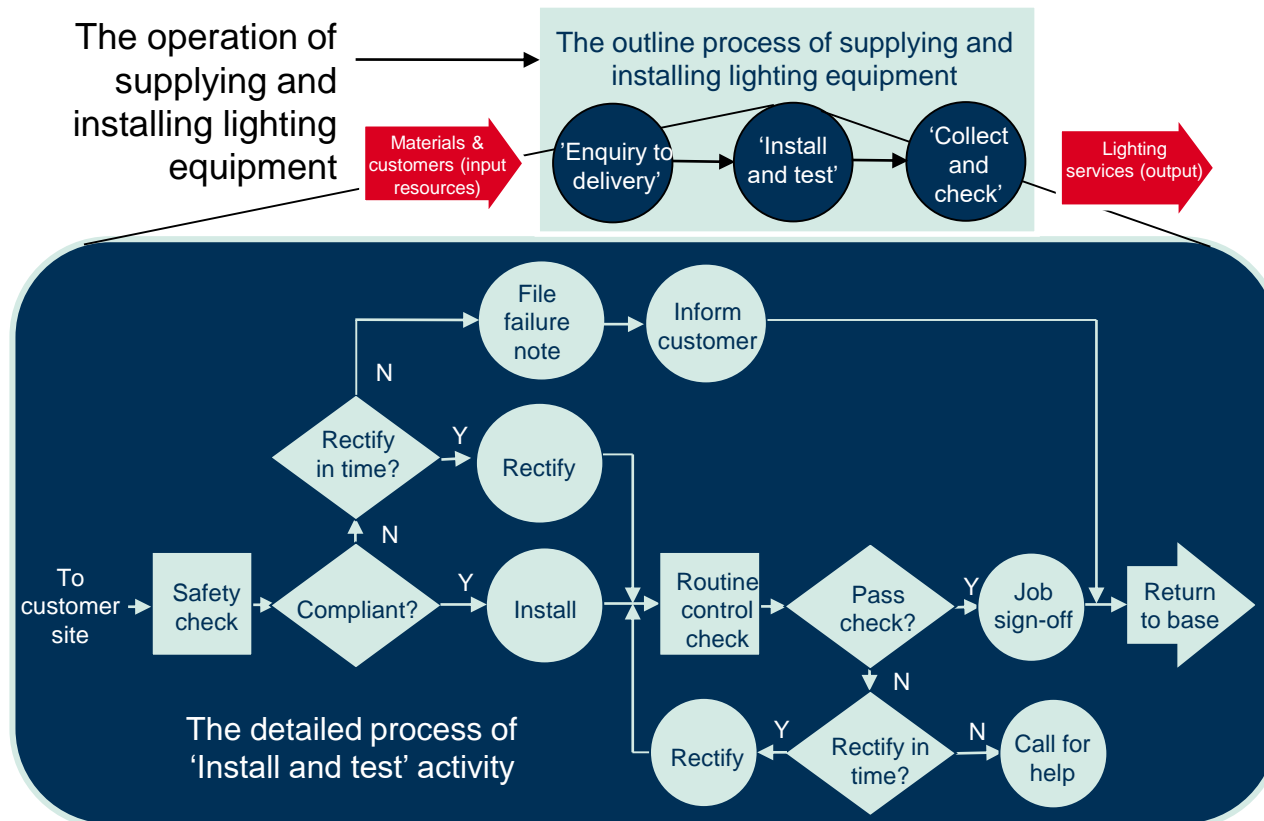 The operation of
supplying and
installing lighting
equipment
The outline process of supplying and
installing lighting equipment
Materials &
customers (input
resources)
’Enquiry to
delivery’
‘Install
and test’
‘Collect
and
check’
Lighting
services (output)
File
failure
note
Inform
customer
N
Rectify
in time?
Y
Rectify
N
To
customer
site
Safety
check
Compliant?
Y
Install
Routine
control
check
Pass
check?
Y
Job
sign-off
Return
to base
N
The detailed process of
‘Install and test’ activity
Rectify
Y
Rectify in
time?
N
Call for
help